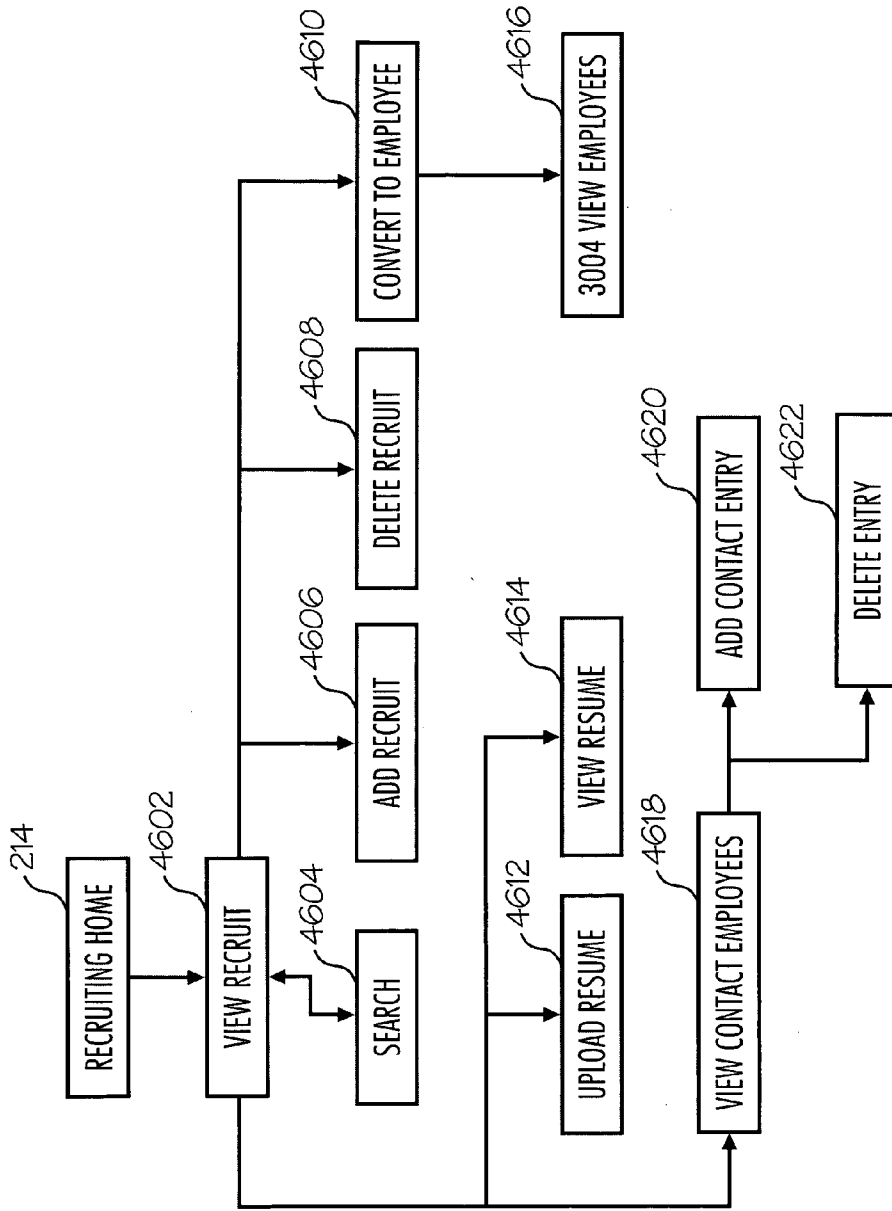 214
RECRUITING HOME
4602
VIEW RECRUIT
4604
SEARCH
4606
ADD RECRUIT
4608
DELETE RECRUIT
4610
CONVERT TO EMPLOYEE
4612
UPLOAD RESUME
4614
VIEW RESUME
4616
3004 VIEW EMPLOYEES
4618
VIEW CONTACT EMPLOYEES
4620
ADD CONTACT ENTRY
4622
DELETE ENTRY